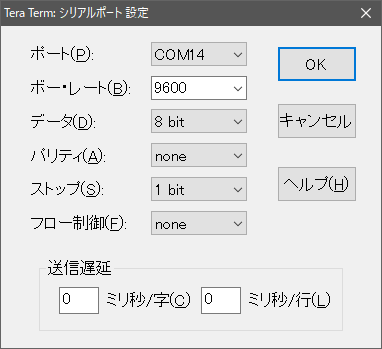 Tera Term: シリアルポート 設定
ポート(P): COM14 OK
ボー・レート(B): 9600
データ(D): 8 bit キャンセル
パリティ(A): none
ストップ(S): 1 bit ヘルプ(H)
フロー制御(F): none
送信遅延
0 ミリ秒/字(C) 0 ミリ秒/行(L)